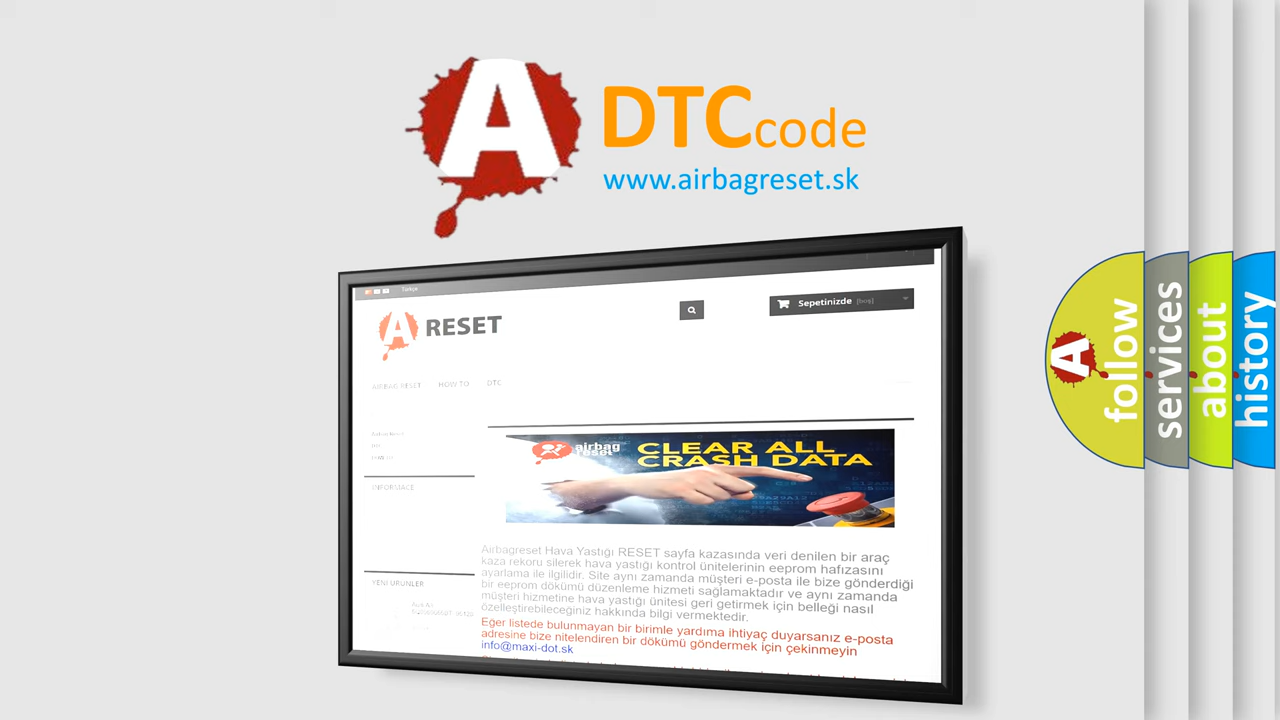 A DTC code
www.airbagreset.sk
Türkçe
A RESET
Sepetinizde [boş]
AIRBAG RESET HOW TO DTC
INFORMACE
airbag reset
CLEAR ALL
CRASH DATA
Airbagreset Hava Yastığı RESET sayfa kazasında veri denilen bir araç
kaza rekoru silerek hava yastığı kontrol ünitelerinin eeprom hafızasını
ayarlama ile ilgilidir. Site aynı zamanda müşteri e-posta ile bize gönderdiği
bir eeprom dökümü düzenleme hizmeti sağlamaktadır ve aynı zamanda
müşteri hizmetine hava yastığı ünitesi geri getirmek için belleği nasıl
özelleştirebileceğiniz hakkında bilgi vermektedir.
Eger listede bulunmayan bir birimle yardıma ihtiyaç duyarsanız e-posta
adresine bize nitelendiren bir dökümü göndermek için çekinmeyin
info@maxi-dot.sk
YENI ÜRÜNLER
A follow
services
about
history